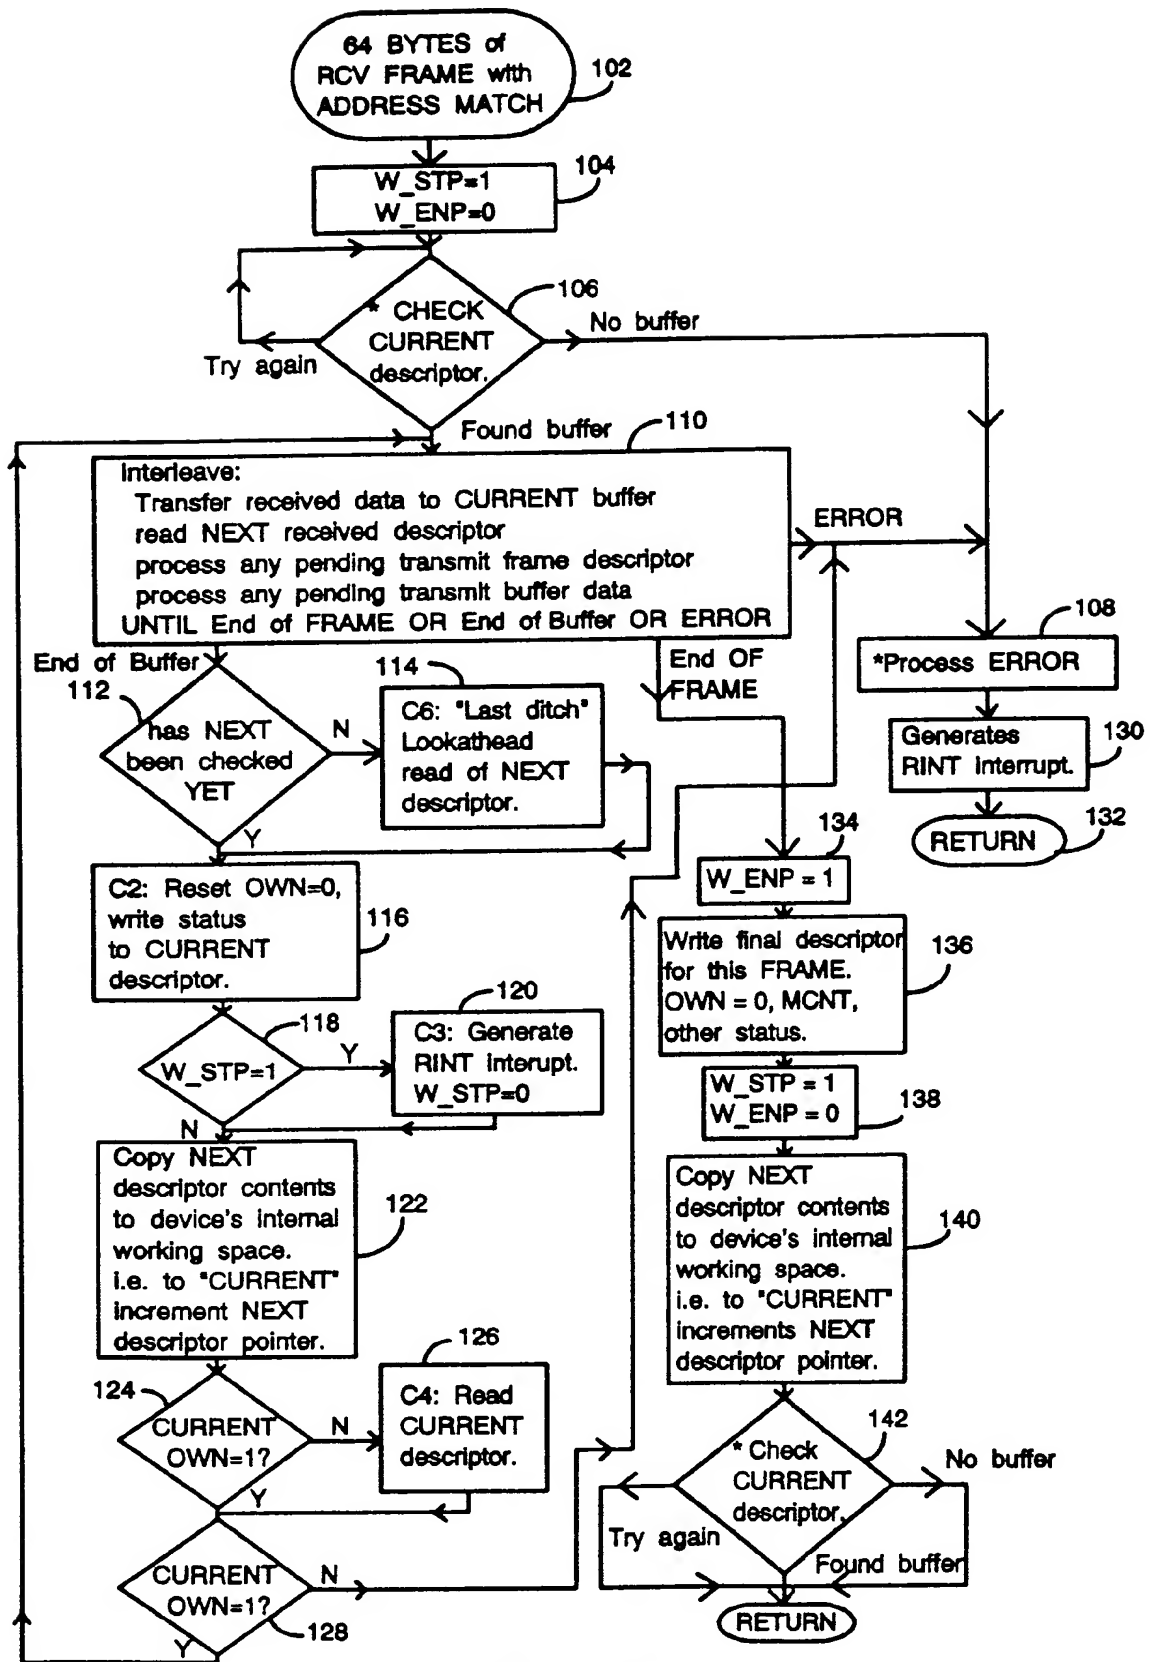 64 BYTES of
RCV FRAME with
ADDRESS MATCH
102
W_STP=1
W_ENP=0
104
* CHECK
CURRENT
descriptor.
106
No buffer
Try again
Found buffer
110
Interleave:
Transfer received data to CURRENT buffer
read NEXT received descriptor
process any pending transmit frame descriptor
process any pending transmit buffer data
UNTIL End of FRAME OR End of Buffer OR ERROR
ERROR
108
*Process ERROR
Generates
RINT interrupt.
130
RETURN
132
End of Buffer
112
has NEXT
been checked
YET
N
Y
114
C6: "Last ditch"
Lookathead
read of NEXT
descriptor.
End OF
FRAME
C2: Reset OWN=0,
write status
to CURRENT
descriptor.
116
118
W_STP=1
Y
N
120
C3: Generate
RINT interupt.
W_STP=0
Copy NEXT
descriptor contents
to device's internal
working space.
i.e. to "CURRENT"
increment NEXT
descriptor pointer.
122
124
CURRENT
OWN=1?
N
Y
126
C4: Read
CURRENT
descriptor.
CURRENT
OWN=1?
N
Y
128
134
W_ENP = 1
Write final descriptor
for this FRAME.
OWN = 0, MCNT,
other status.
136
W_STP = 1
W_ENP = 0
138
Copy NEXT
descriptor contents
to device's internal
working space.
i.e. to "CURRENT"
increments NEXT
descriptor pointer.
140
* Check
CURRENT
descriptor.
142
No buffer
Try again
Found buffer
RETURN